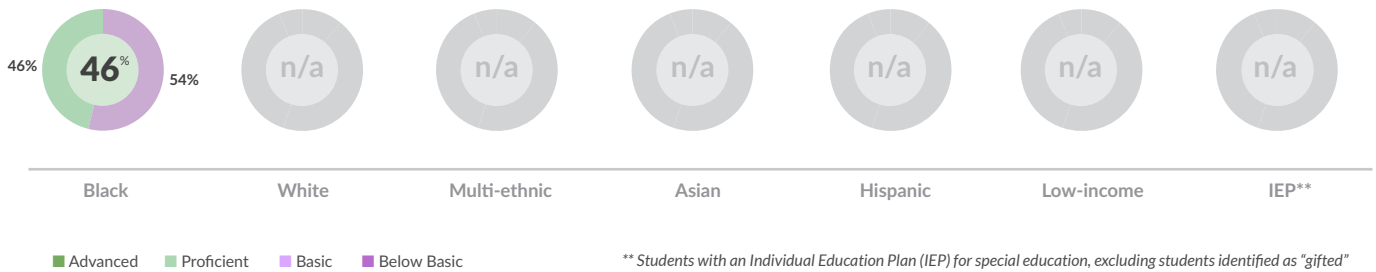 46% 46% 54% n/a n/a n/a n/a n/a n/a
Black White Multi-ethnic Asian Hispanic Low-income IEP**
Advanced Proficient Basic Below Basic ** Students with an Individual Education Plan (IEP) for special education, excluding students identified as “gifted”